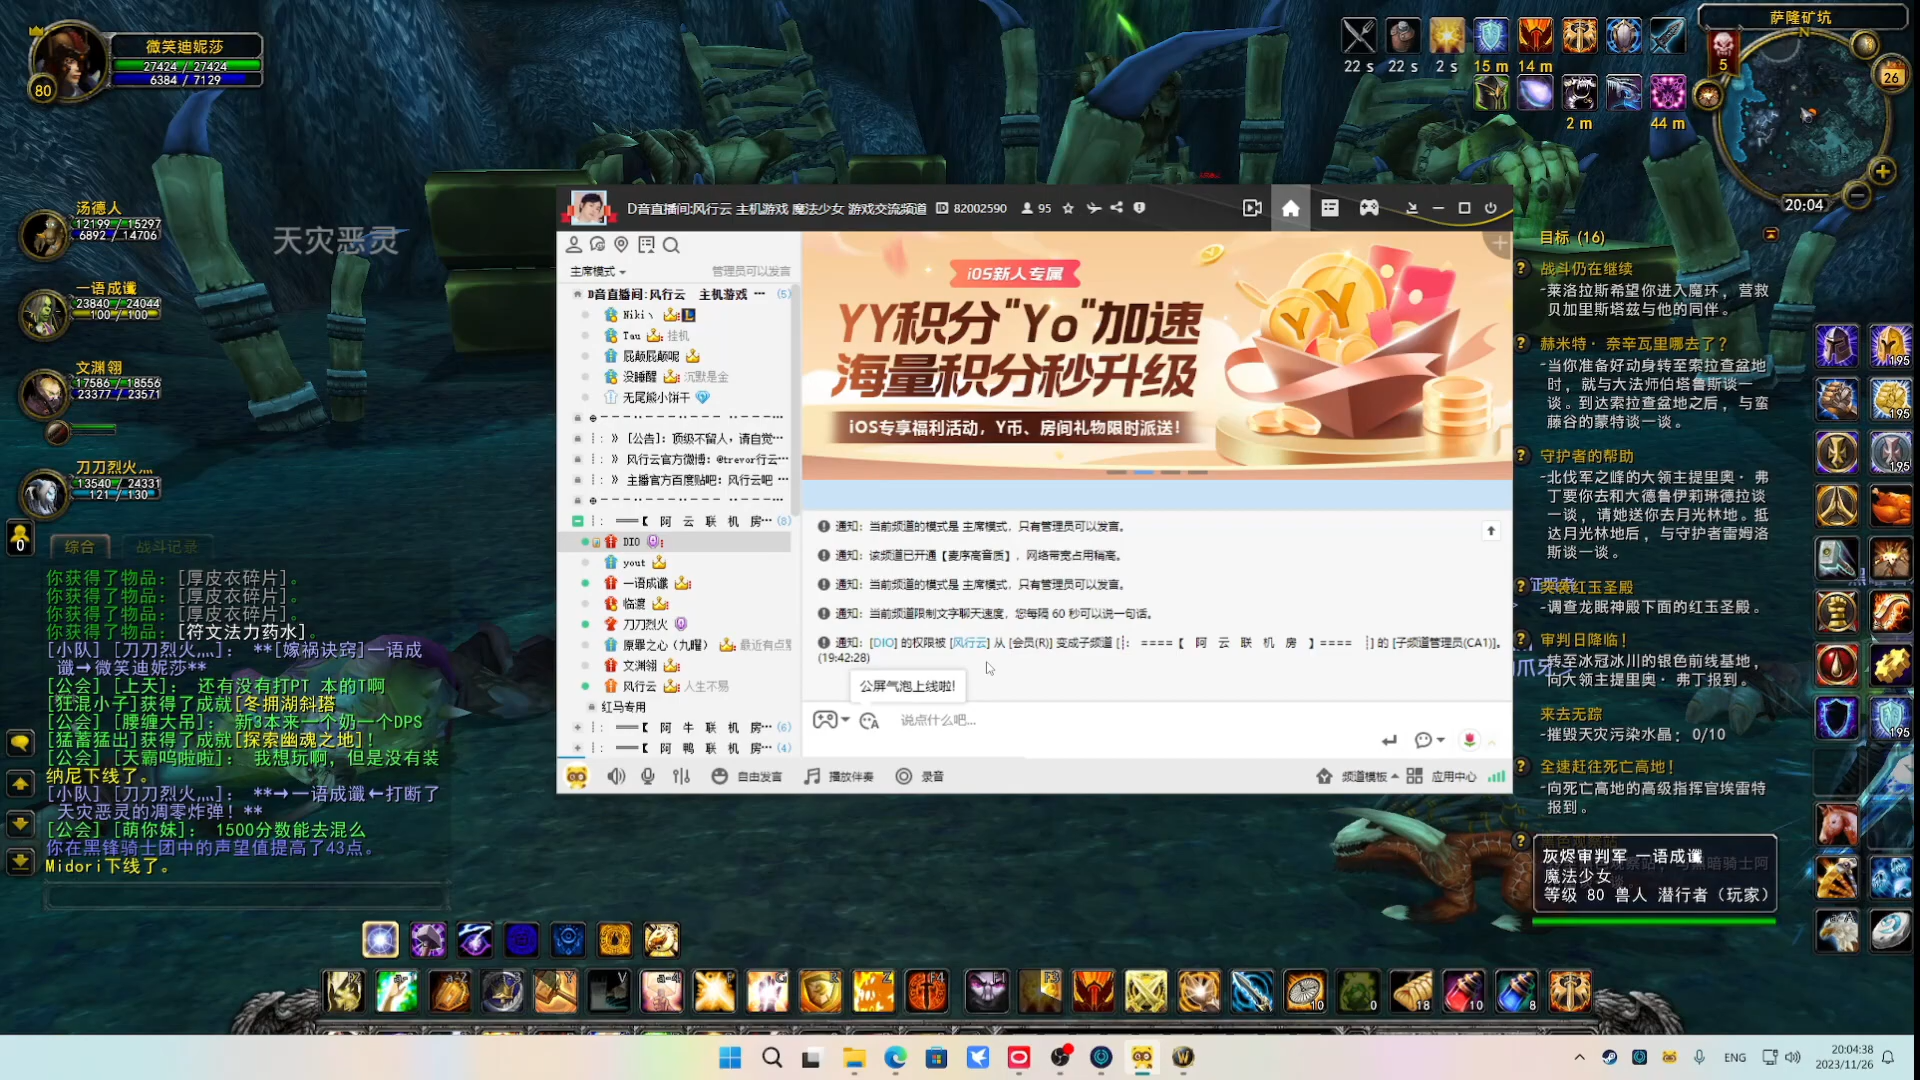 微笑迪妮莎
27424 / 27424
6384 / 7129
80
汤德人
12199 / 15297
6892 / 14706
一语成谶
23840 / 24044
100 / 100
文渊翎
17586 / 18556
23377 / 23571
刀刀烈火灬
13540 / 24331
121 / 130
0
天灾恶灵
22 s
22 s
2 s
15 m
14 m
2 m
44 m
萨隆矿坑
N
5
26
20:04
D音直播间:风行云 主机游戏 魔法少女 游戏交流频道
ID 82002590
95
主席模式
管理员可以发言
D音直播间:风行云 主机游戏 ··· (5)
Niki丶
Tau 挂机
屁颠屁颠呢
没睡醒 沉默是金
无尾熊小饼干
[公告]: 顶级不留人, 请自觉···
风行云官方微博: @trevor行云···
主播官方百度贴吧: 风行云吧 ···
【 阿 云 联 机 房··· (8)
DIO
yout
一语成谶
临渡
刀刀烈火
原罪之心（九曜） 最近有点
文渊翎
风行云 人生不易
红马专用
【 阿 牛 联 机 房··· (6)
【 阿 鸭 联 机 房··· (4)
iOS新人专属
YY积分"Yo"加速
海量积分秒升级
iOS专享福利活动，Y币、房间礼物限时派送！
通知: 当前频道的模式是 主席模式, 只有管理员可以发言。
通知: 该频道已开通【麦序高音质】, 网络带宽占用稍高。
通知: 当前频道的模式是 主席模式, 只有管理员可以发言。
通知: 当前频道限制文字聊天速度, 您每隔 60 秒可以说一句话。
通知: [DIO] 的权限被 [风行云] 从 [会员(R)] 变成子频道 [┆: ====【 阿 云 联 机 房 】==== ┆] 的 [子频道管理员(CA1)]。
(19:42:28)
公屏气泡上线啦!
说点什么吧...
自由发言
播放伴奏
录音
频道模板
应用中心
目标 (16)
战斗仍在继续
-莱洛拉斯希望你进入魔环，营救
贝加里斯塔兹与他的同伴。
赫米特·奈辛瓦里哪去了？
-当你准备好动身转至索拉查盆地
时，就与大法师伯塔鲁斯谈一
谈。到达索拉查盆地之后，与蛮
藤谷的蒙特谈一谈。
守护者的帮助
-北伐军之峰的大领主提里奥·弗
丁要你去和大德鲁伊莉琳德拉谈
一谈，请她送你去月光林地。抵
达月光林地后，与守护者雷姆洛
斯谈一谈。
突袭红玉圣殿
-调查龙眠神殿下面的红玉圣殿。
审判日降临！
-转至冰冠冰川的银色前线基地，
向大领主提里奥·弗丁报到。
来去无踪
-摧毁天灾污染水晶：0/10
全速赶往死亡高地！
-向死亡高地的高级指挥官埃雷特
报到。
灰烬审判军 一语成谶
魔法少女
等级 80 兽人 潜行者（玩家）
综合
战斗记录
你获得了物品：[厚皮衣碎片]。
你获得了物品：[厚皮衣碎片]。
你获得了物品：[厚皮衣碎片]。
你获得了物品：[符文法力药水]。
[小队] [刀刀烈火灬]： **[嫁祸诀窍]一语成
谶→微笑迪妮莎**
[公会] [上天]： 还有没有打PT 本的T啊
[狂混小子]获得了成就[冬拥湖斜塔
[公会] [腰缠大吊]： 新3本来一个奶一个DPS
[猛蓄猛出]获得了成就[探索幽魂之地]！
[公会] [天霸呜啦啦]： 我想玩啊，但是没有装
纳尼下线了。
[小队] [刀刀烈火灬]： **→一语成谶←打断了
天灾恶灵的凋零炸弹！**
[公会] [萌你妹]： 1500分数能去混么
你在黑锋骑士团中的声望值提高了43点。
Midori下线了。
195
195
195
195
10
0
18
10
8
ENG
20:04:38
2023/11/26